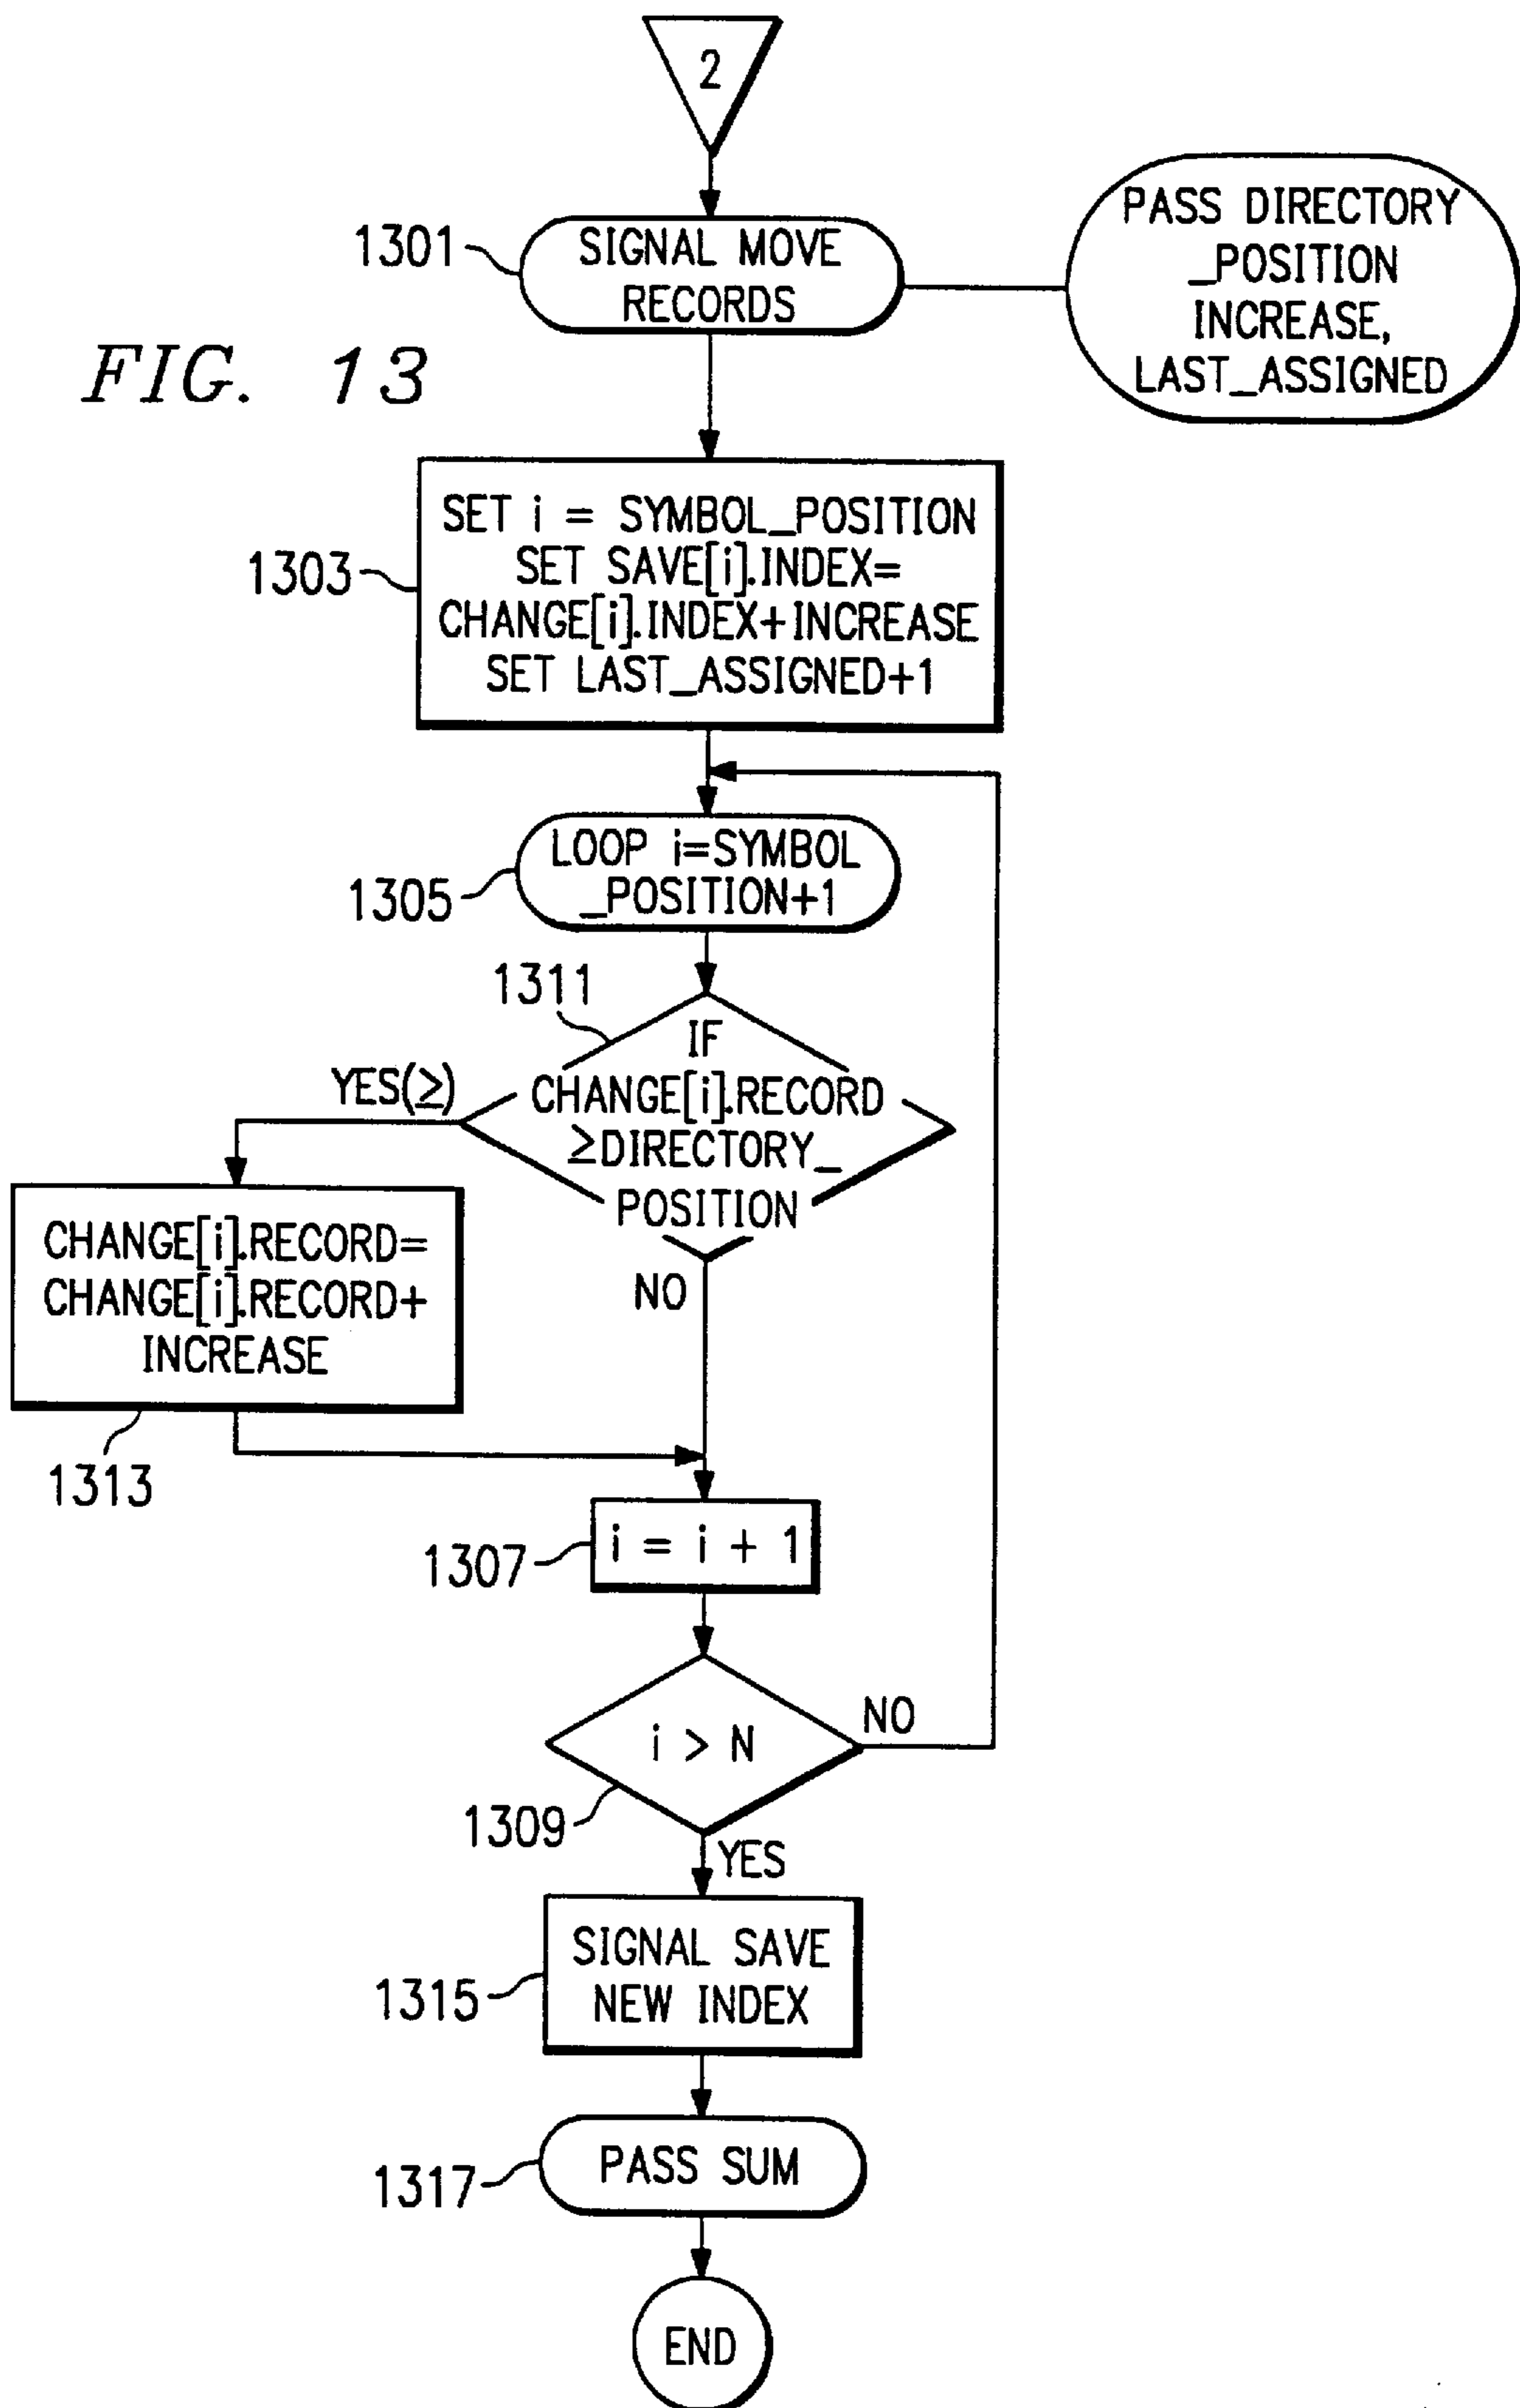 2
1301
SIGNAL MOVE
RECORDS
PASS DIRECTORY
_POSITION
INCREASE,
LAST_ASSIGNED
FIG. 13
1303
SET i = SYMBOL_POSITION
SET SAVE[i].INDEX=
CHANGE[i].INDEX+INCREASE
SET LAST_ASSIGNED+1
1305
LOOP i=SYMBOL
_POSITION+1
1311
IF
CHANGE[i].RECORD
≥DIRECTORY_
POSITION
YES(≥)
NO
CHANGE[i].RECORD=
CHANGE[i].RECORD+
INCREASE
1313
1307
i = i + 1
i > N
NO
1309
YES
1315
SIGNAL SAVE
NEW INDEX
1317
PASS SUM
END